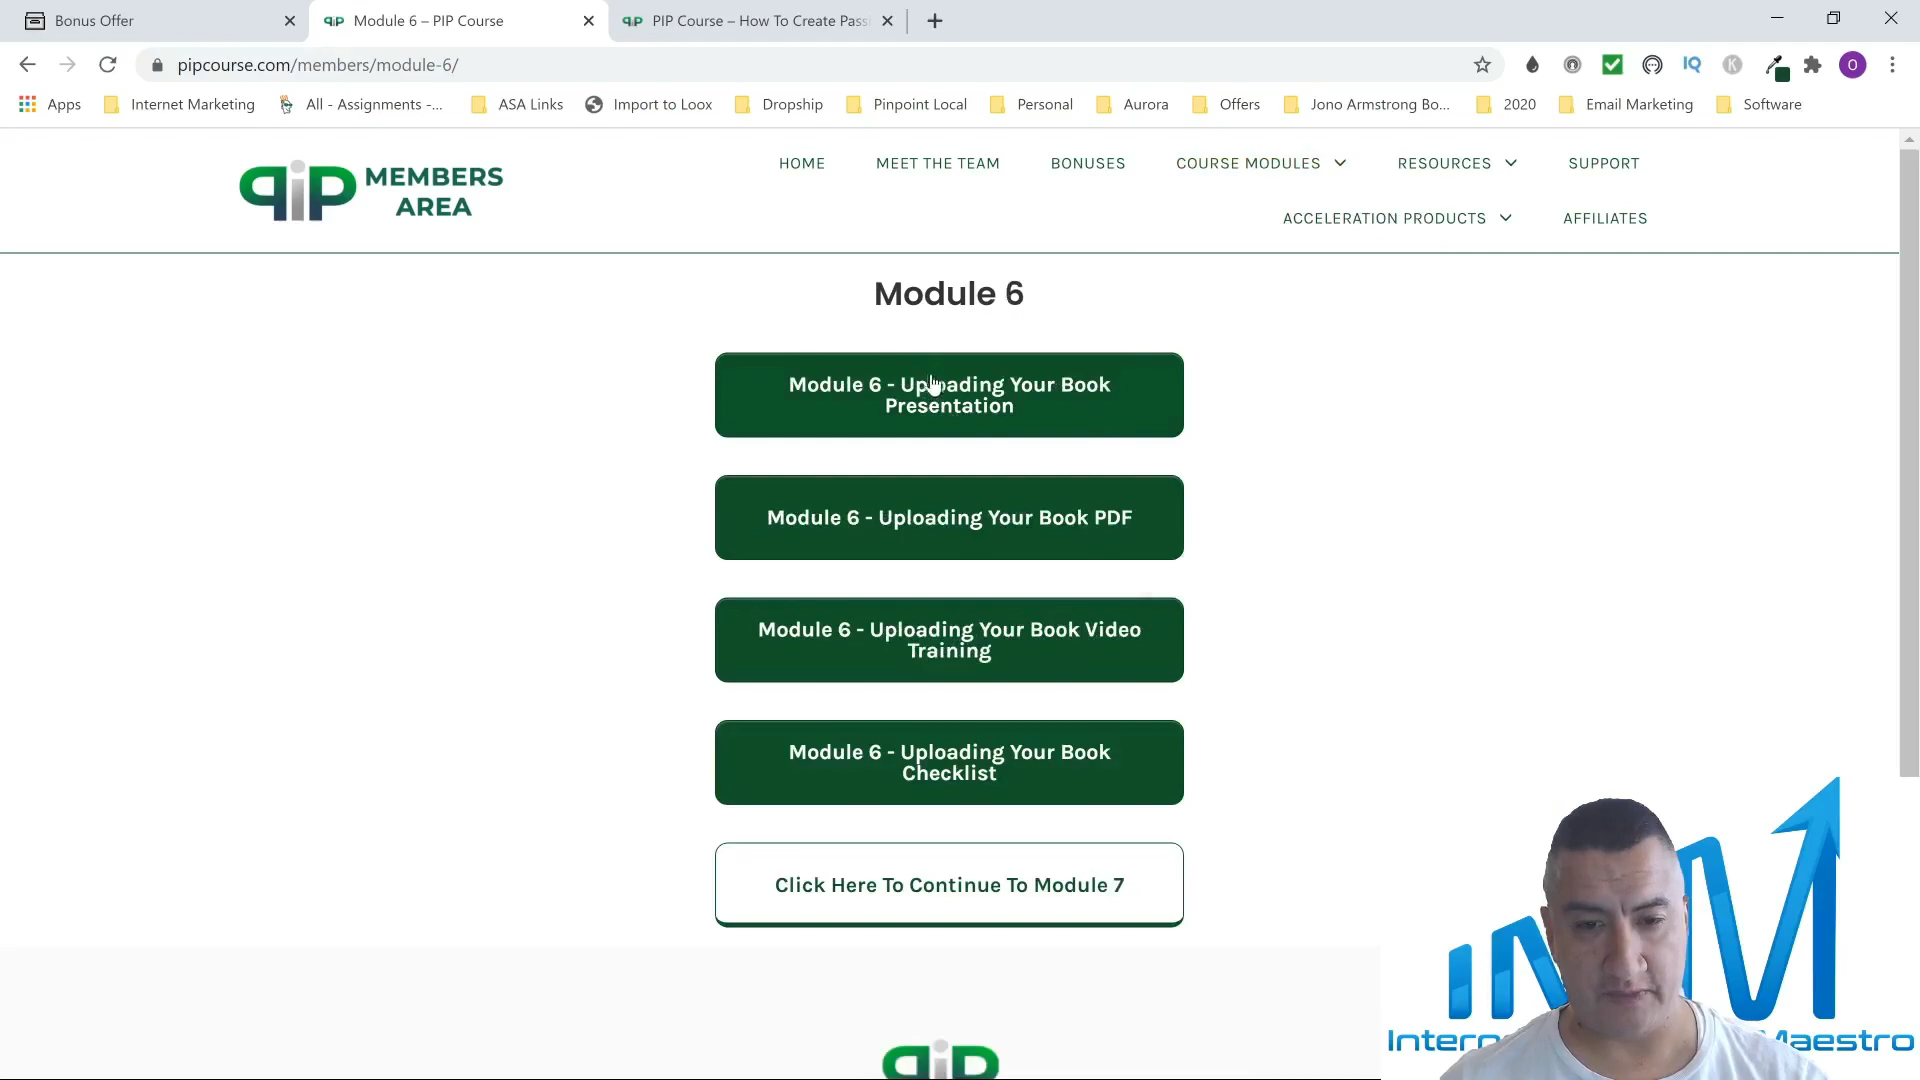 Bonus Offer
Module 6 – PIP Course
PIP Course – How To Create Pass
pipcourse.com/members/module-6/
IQ
K
O
Apps
Internet Marketing
All - Assignments -...
ASA Links
Import to Loox
Dropship
Pinpoint Local
Personal
Aurora
Offers
Jono Armstrong Bo...
2020
Email Marketing
Software
PiP MEMBERS AREA
HOME
MEET THE TEAM
BONUSES
COURSE MODULES
RESOURCES
SUPPORT
ACCELERATION PRODUCTS
AFFILIATES
Module 6
Module 6 - Uploading Your Book
Presentation
Module 6 - Uploading Your Book PDF
Module 6 - Uploading Your Book Video
Training
Module 6 - Uploading Your Book
Checklist
Click Here To Continue To Module 7
PiP